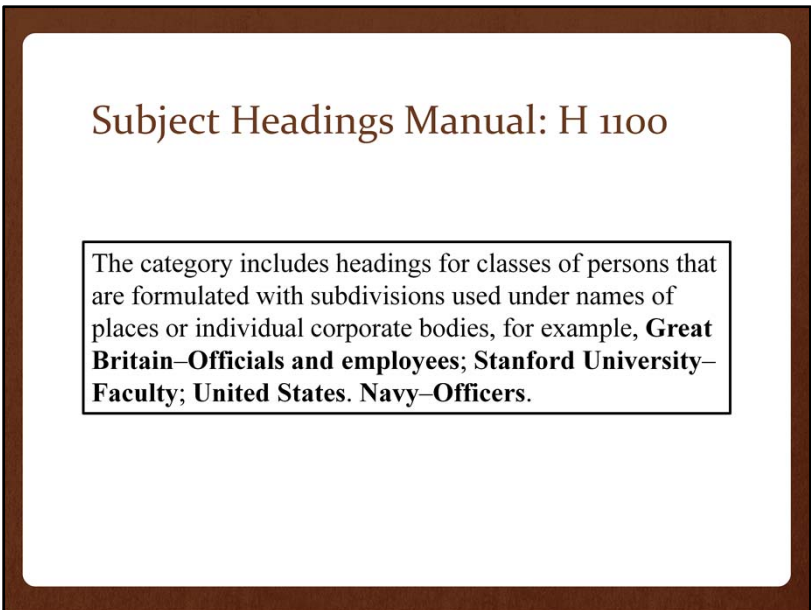 Subject Headings Manual: H 1100
The category includes headings for classes of persons that
are formulated with subdivisions used under names of
places or individual corporate bodies, for example, Great
Britain–Officials and employees; Stanford University–
Faculty; United States. Navy–Officers.